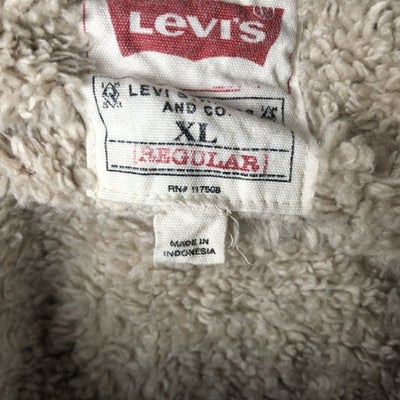 LEVI'S
LEVI
AND CO.
XL
REGULAR
RN# 117508
MADE IN
INDONESIA